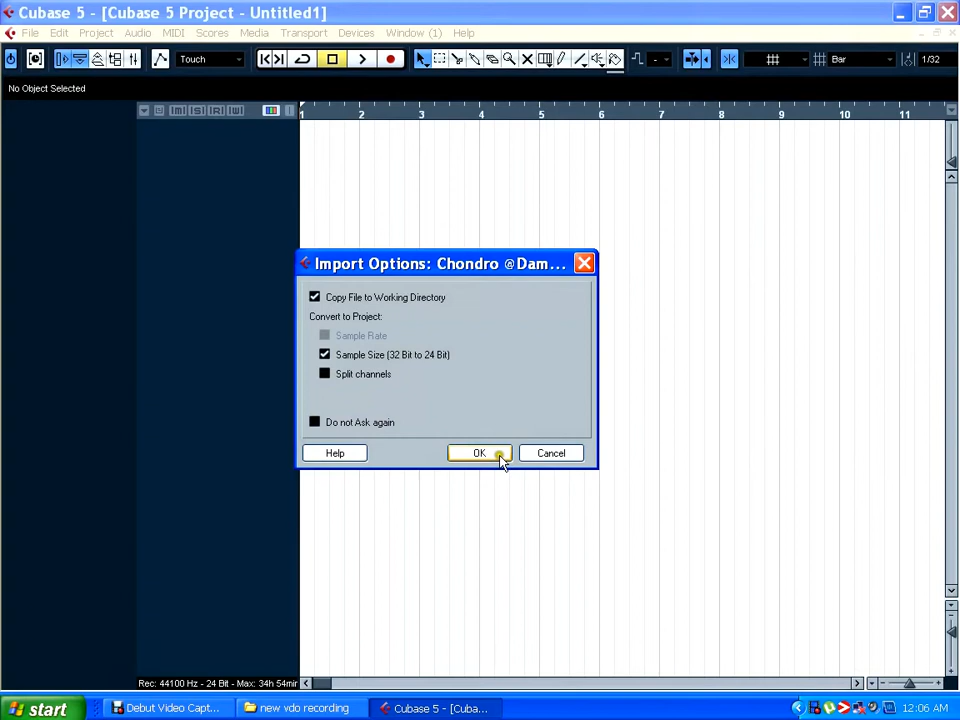 Cubase 5 - [Cubase 5 Project - Untitled1]
File Edit Project Audio MIDI Scores Media Transport Devices Window (1) Help
Touch - Bar 1/32
No Object Selected
1 2 3 4 5 6 7 8 9 10 11
Import Options: Chondro @Dam...
Copy File to Working Directory
Convert to Project:
Sample Rate
Sample Size (32 Bit to 24 Bit)
Split channels
Do not Ask again
Help OK Cancel
Rec: 44100 Hz - 24 Bit - Max: 34h 54min
start Debut Video Capt... new vdo recording Cubase 5 - [Cuba... 12:06 AM